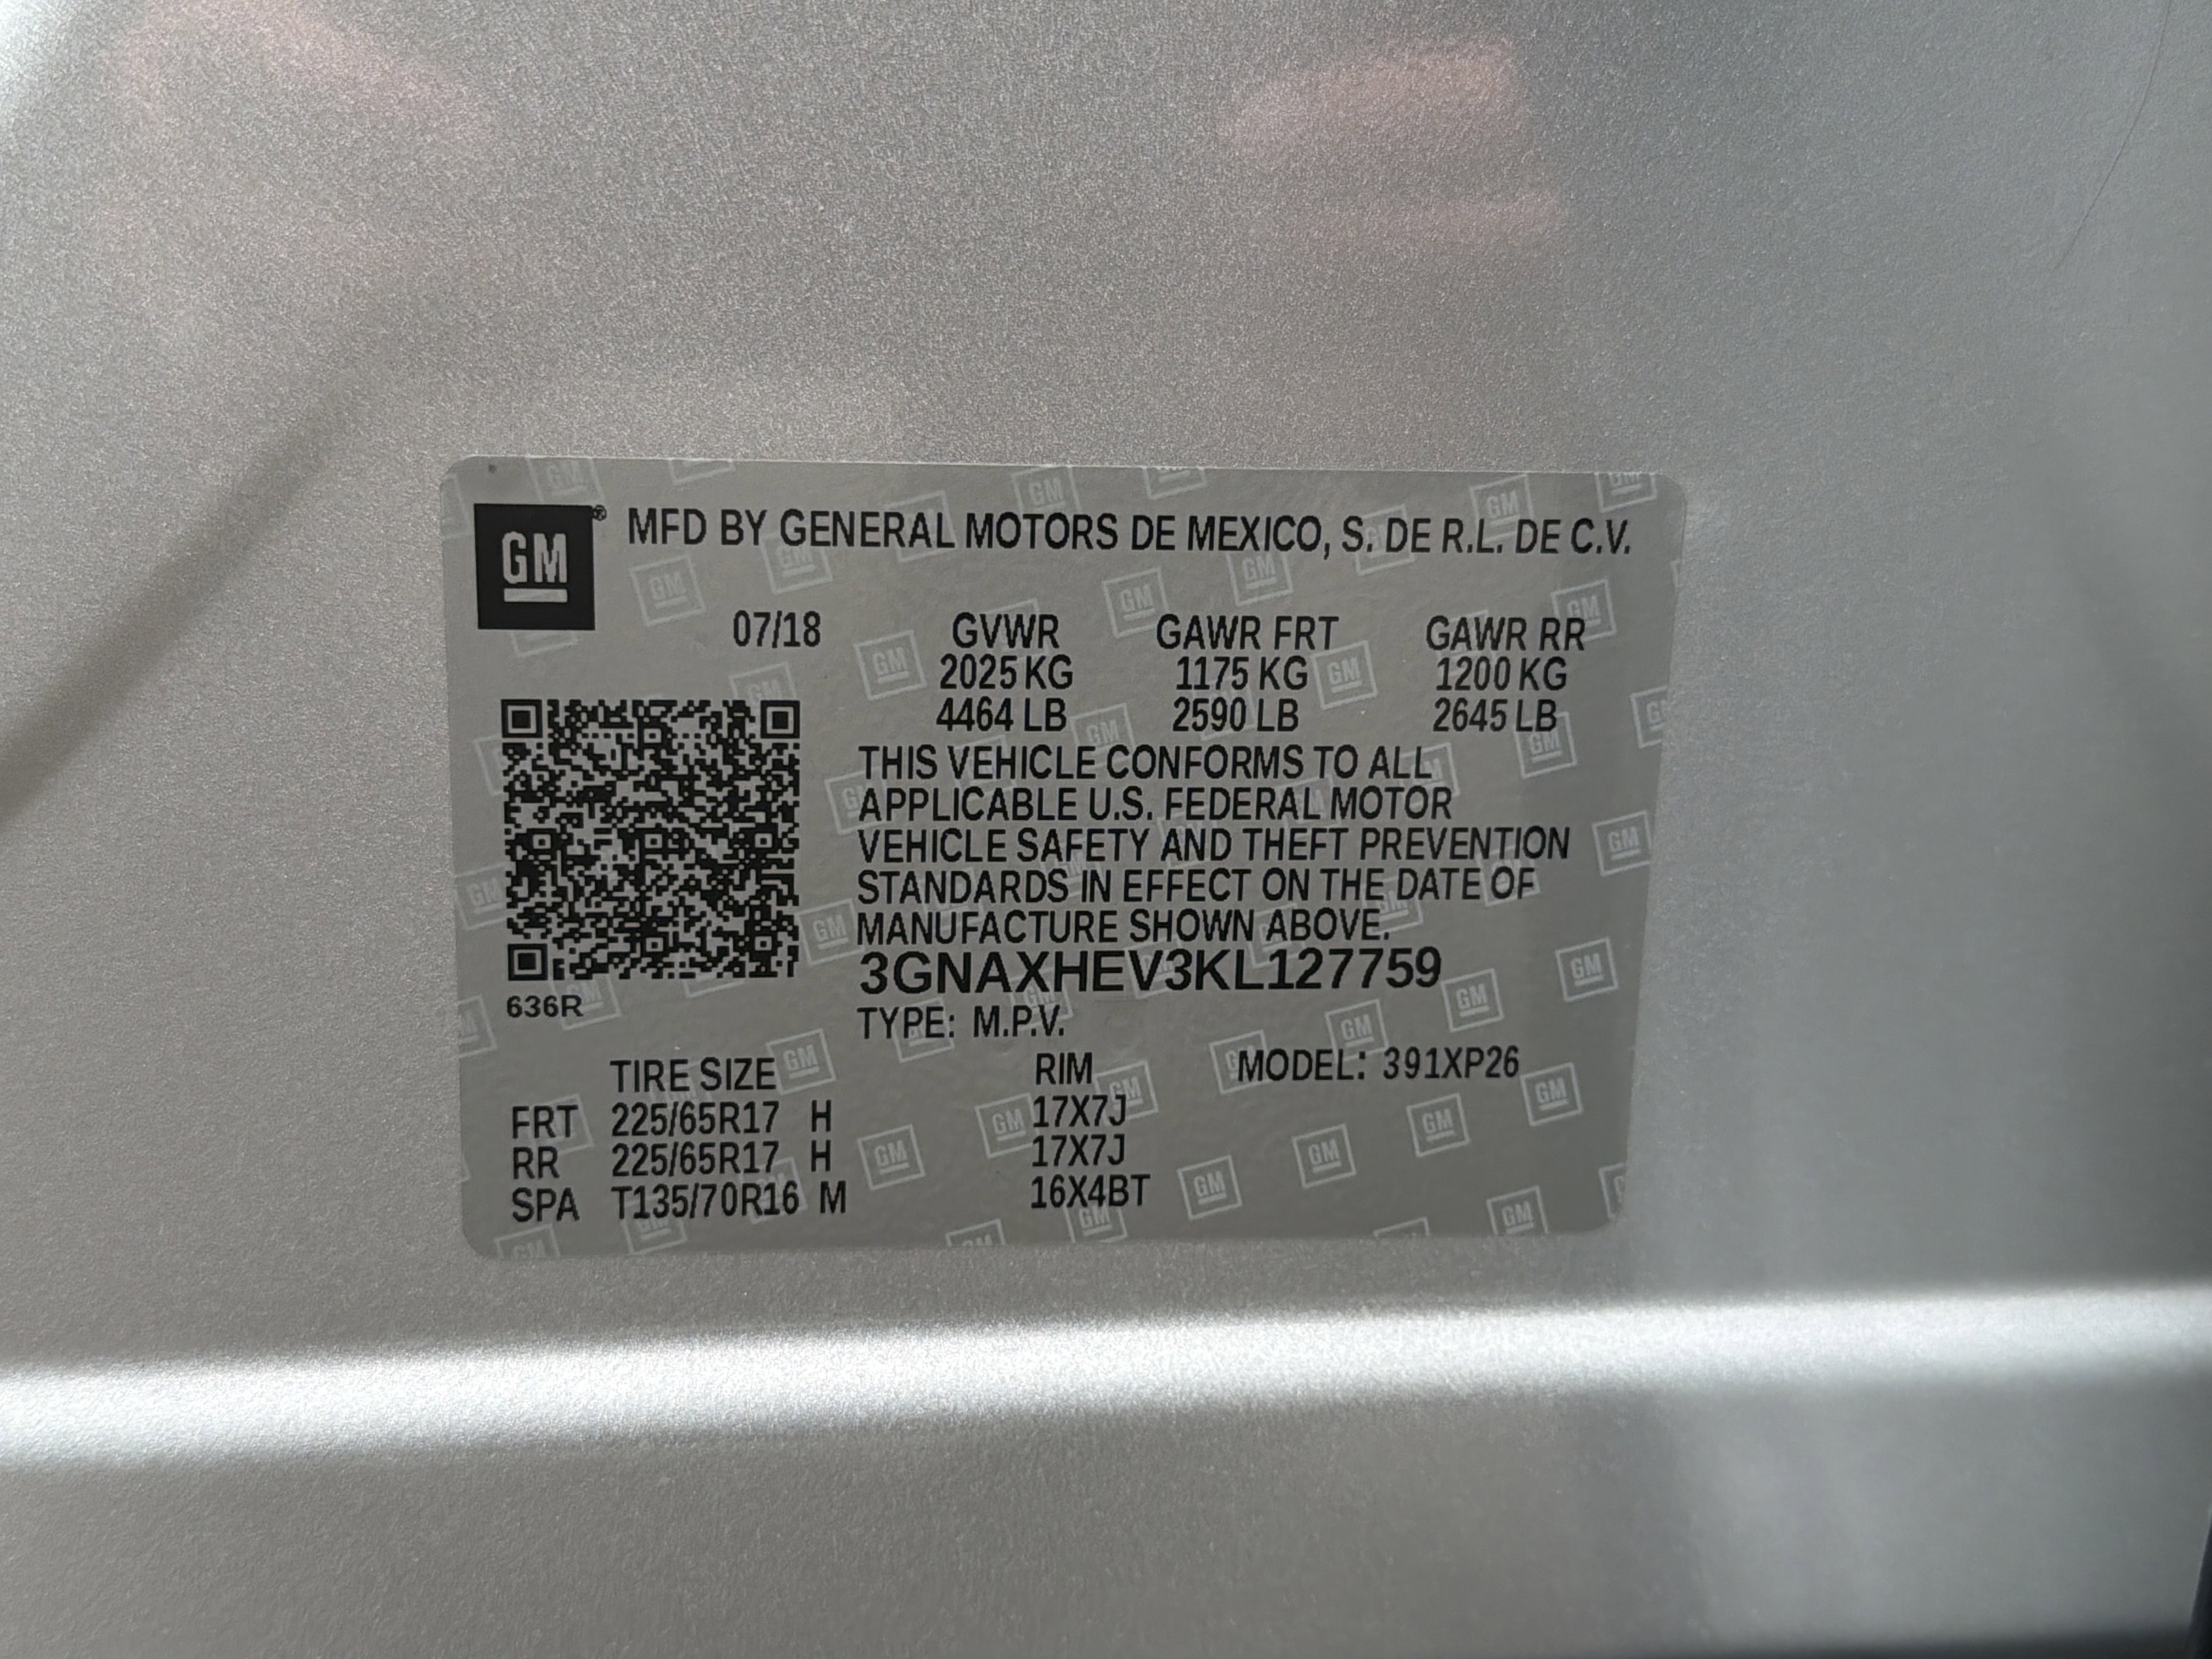 GM® MFD BY GENERAL MOTORS DE MEXICO, S. DE R.L. DE C.V.
07/18 GVWR GAWR FRT GAWR RR
2025 KG 1175 KG 1200 KG
4464 LB 2590 LB 2645 LB
THIS VEHICLE CONFORMS TO ALL
APPLICABLE U.S. FEDERAL MOTOR
VEHICLE SAFETY AND THEFT PREVENTION
STANDARDS IN EFFECT ON THE DATE OF
MANUFACTURE SHOWN ABOVE.
3GNAXHEV3KL127759
636R
TYPE: M.P.V.
TIRE SIZE RIM MODEL: 391XP26
FRT 225/65R17 H 17X7J
RR 225/65R17 H 17X7J
SPA T135/70R16 M 16X4BT